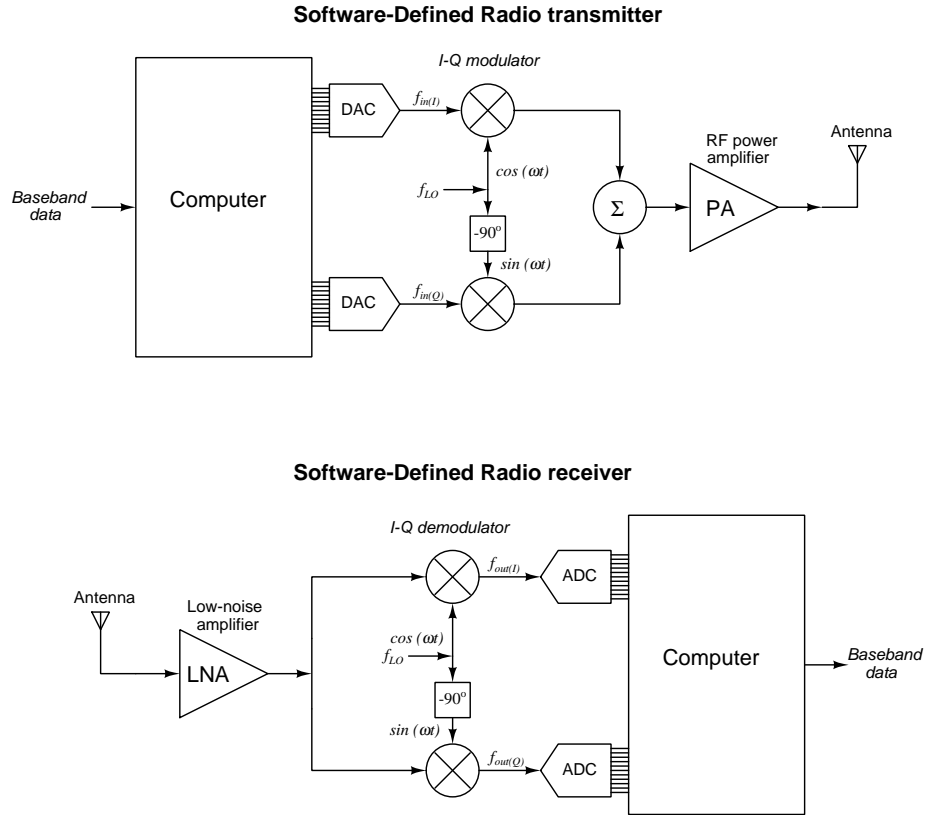 Software-Defined Radio transmitter
I-Q modulator
DAC
f_in(I)
cos (ωt)
f_LO
-90°
sin (ωt)
DAC
f_in(Q)
Baseband
data
Computer
Σ
RF power
amplifier
PA
Antenna
Software-Defined Radio receiver
I-Q demodulator
Antenna
Low-noise
amplifier
LNA
f_out(I)
ADC
cos (ωt)
f_LO
-90°
sin (ωt)
f_out(Q)
ADC
Computer
Baseband
data